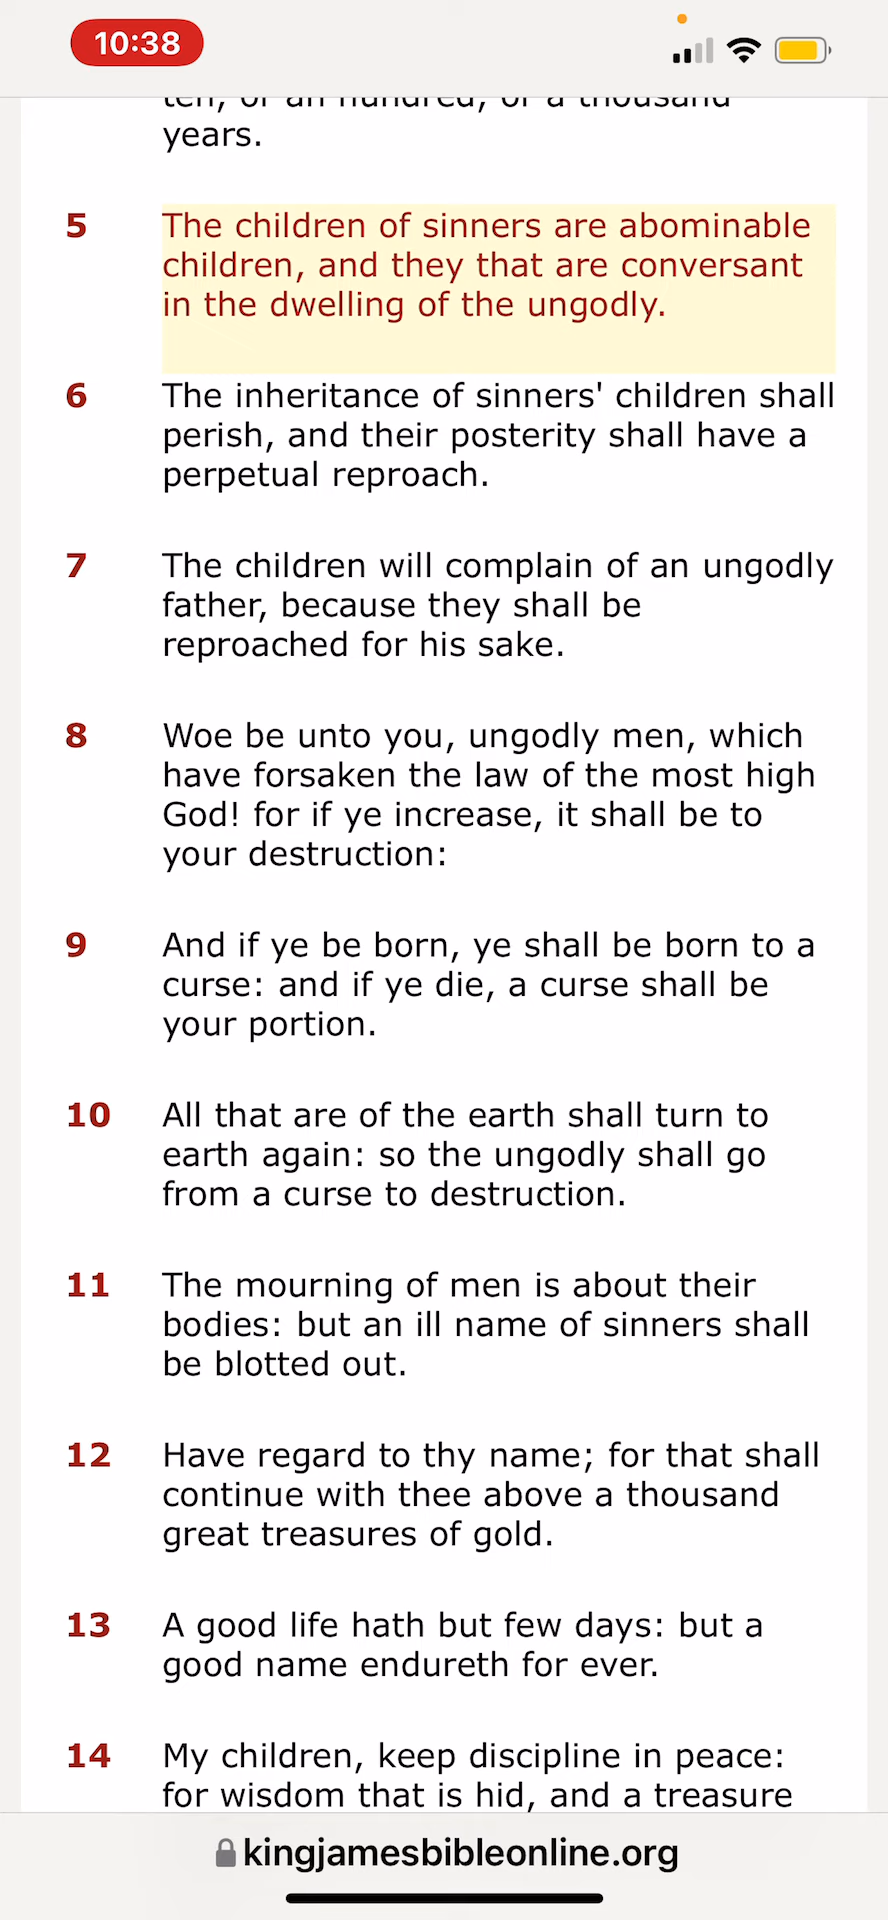 10:38
ten, or an hundred, or a thousand
years.
5 The children of sinners are abominable
children, and they that are conversant
in the dwelling of the ungodly.
6 The inheritance of sinners' children shall
perish, and their posterity shall have a
perpetual reproach.
7 The children will complain of an ungodly
father, because they shall be
reproached for his sake.
8 Woe be unto you, ungodly men, which
have forsaken the law of the most high
God! for if ye increase, it shall be to
your destruction:
9 And if ye be born, ye shall be born to a
curse: and if ye die, a curse shall be
your portion.
10 All that are of the earth shall turn to
earth again: so the ungodly shall go
from a curse to destruction.
11 The mourning of men is about their
bodies: but an ill name of sinners shall
be blotted out.
12 Have regard to thy name; for that shall
continue with thee above a thousand
great treasures of gold.
13 A good life hath but few days: but a
good name endureth for ever.
14 My children, keep discipline in peace:
for wisdom that is hid, and a treasure
kingjamesbibleonline.org